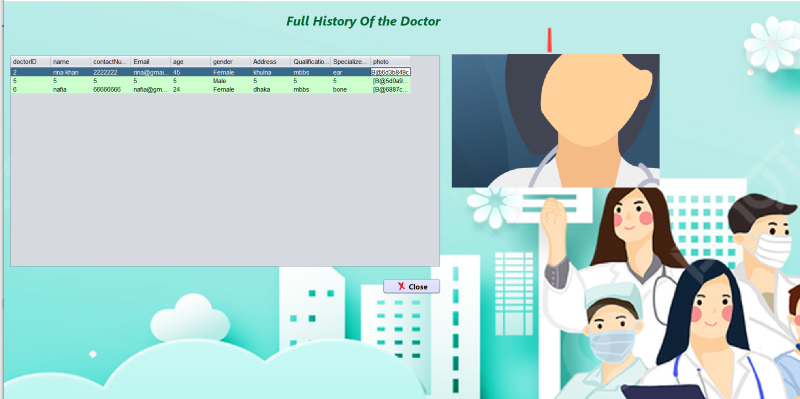 Full History Of the Doctor
doctorID name contactNu... Email age gender Address Qualificatio... Specialize... photo
2 rina khan 2222222 rina@gmai... 45 Female khulna mbbs ear B@6d3b849c
5 5 5 5 5 Male 5 5 5 [B@5d0a9...
6 nafia 66666666 nafia@gm... 24 Female dhaka mbbs bone [B@6887c...
Close